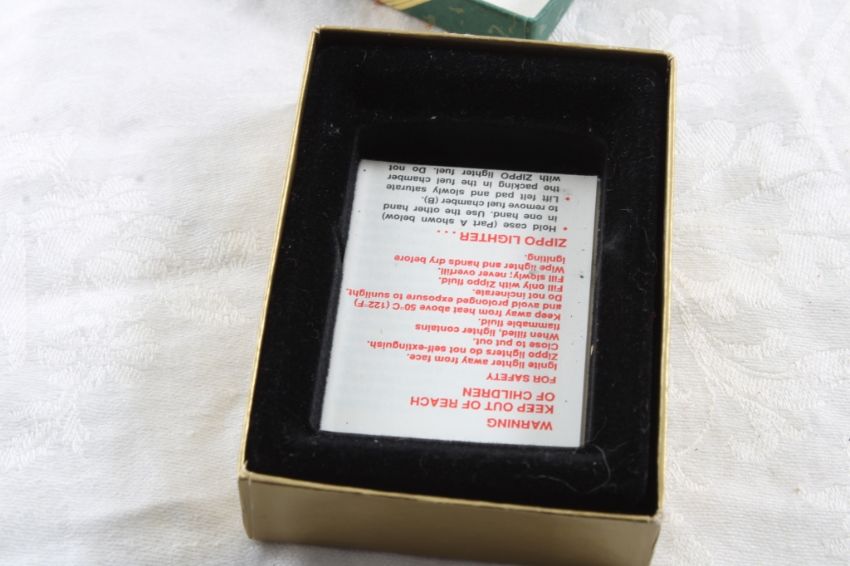 WARNING
KEEP OUT OF REACH
OF CHILDREN
FOR SAFETY
Ignite lighter away from face.
Zippo lighters do not self-extinguish.
Close to put out.
When filled, lighter contains
flammable fluid.
Keep away from heat above 50°C (122°F)
and avoid prolonged exposure to sunlight.
Do not incinerate.
Fill only with Zippo fluid.
Fill slowly; never overfill.
Wipe lighter and hands dry before
Igniting.
ZIPPO LIGHTER . . .
• Hold case (Part A shown below)
in one hand. Use the other hand
to remove fuel chamber (B).
• Lift felt pad and slowly saturate
the packing in the fuel chamber
with ZIPPO lighter fuel. Do not